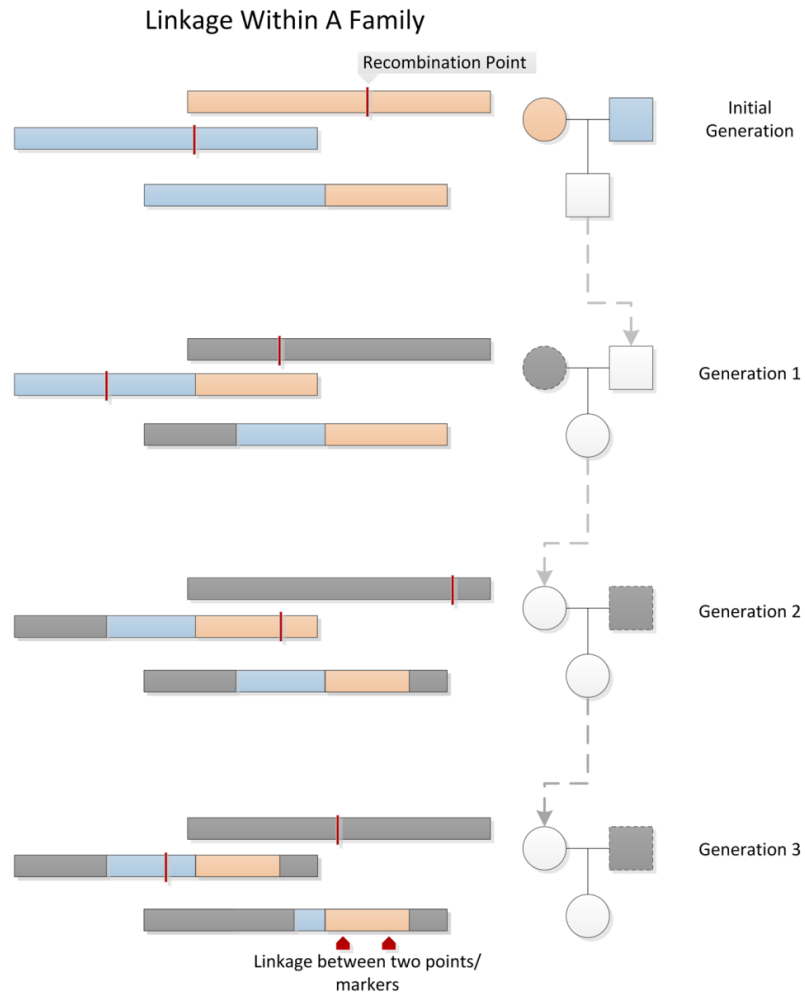 Linkage Within A Family
Recombination Point
Initial
Generation
Generation 1
Generation 2
Generation 3
Linkage between two points/
markers